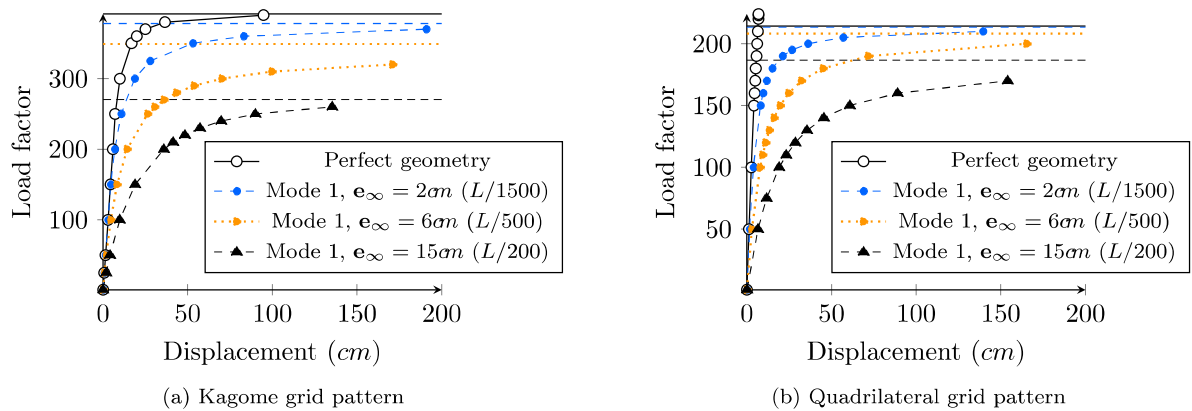 Load factor
300
200
100
0
50
100
150
200
Displacement (cm)
Perfect geometry
Mode 1, e∞ = 2cm (L/1500)
Mode 1, e∞ = 6cm (L/500)
Mode 1, e∞ = 15cm (L/200)
(a) Kagome grid pattern
Load factor
200
150
100
50
0
50
100
150
200
Displacement (cm)
Perfect geometry
Mode 1, e∞ = 2cm (L/1500)
Mode 1, e∞ = 6cm (L/500)
Mode 1, e∞ = 15cm (L/200)
(b) Quadrilateral grid pattern